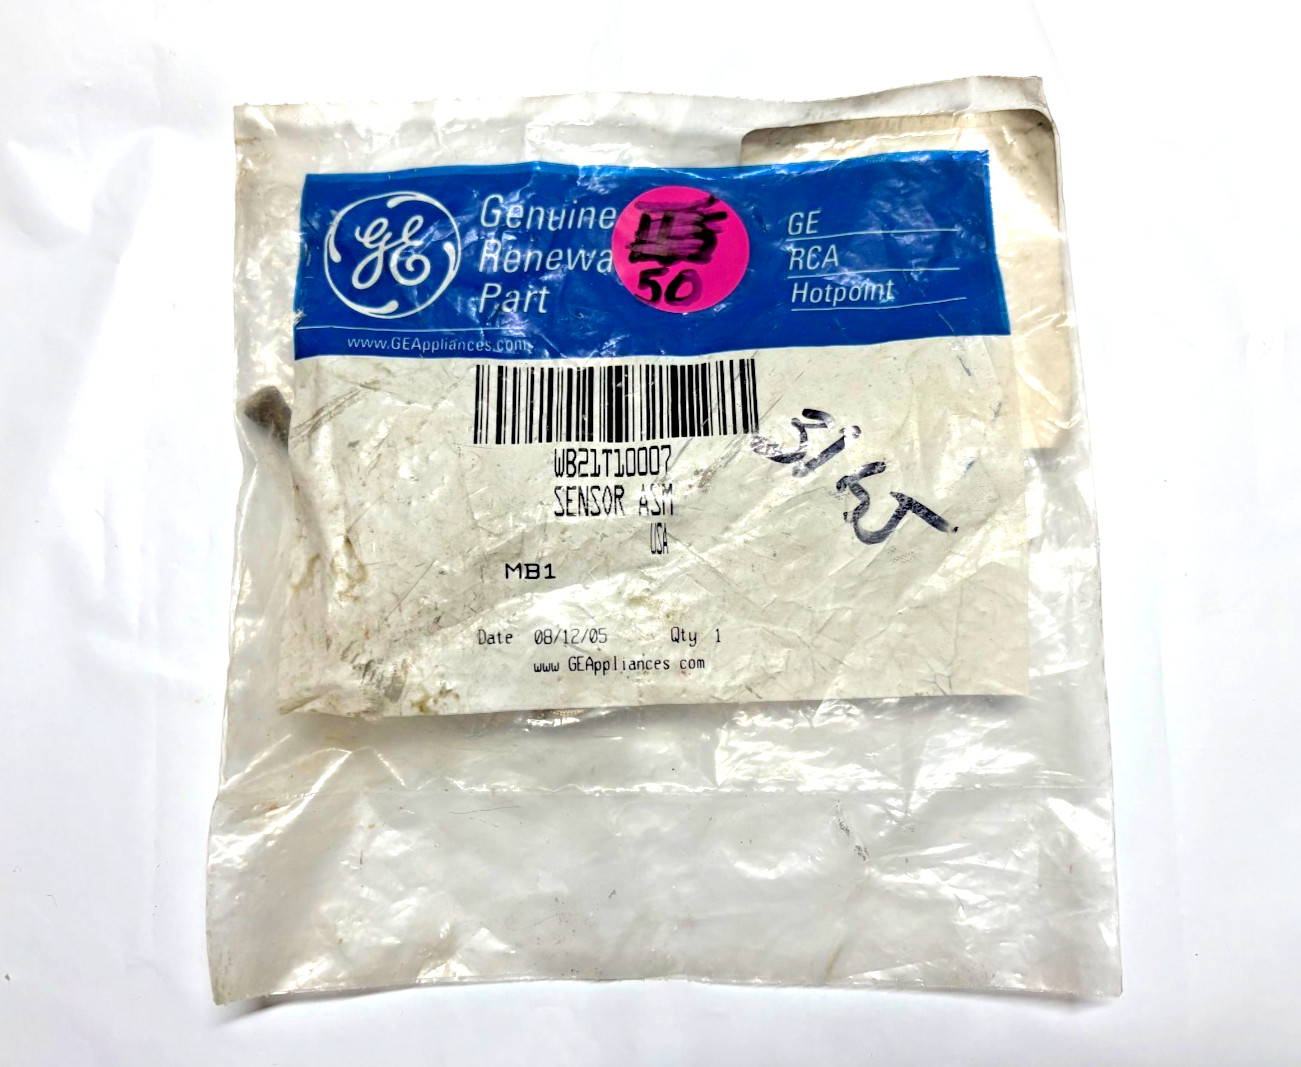 GE
Genuine
Renewa
Part
50
GE
RCA
Hotpoint
www.GEAppliances.com
WB21T10007
SENSOR ASM
USA
MB1
Date 08/12/05 Qty 1
www GEAppliances com